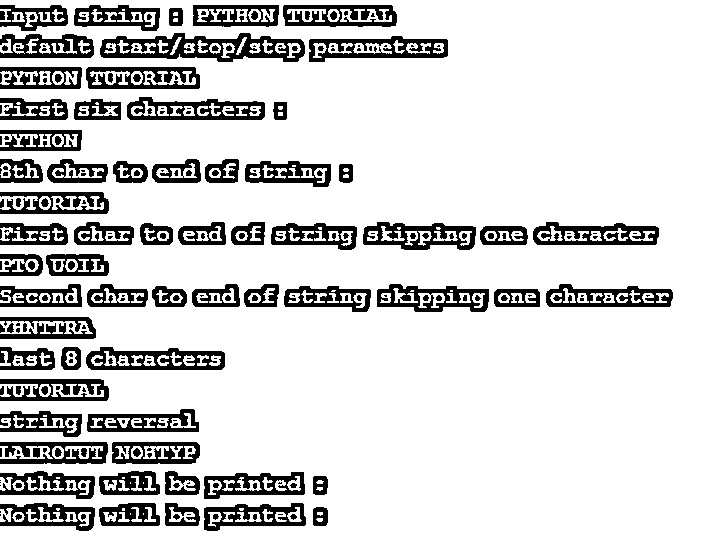 Input string : PYTHON TUTORIAL
default start/stop/step parameters
PYTHON TUTORIAL
First six characters :
PYTHON
8th char to end of string :
TUTORIAL
First char to end of string skipping one character
PTO UOIL
Second char to end of string skipping one character
YHNTTRA
last 8 characters
TUTORIAL
string reversal
LAIROTUT NOHTYP
Nothing will be printed :
Nothing will be printed :